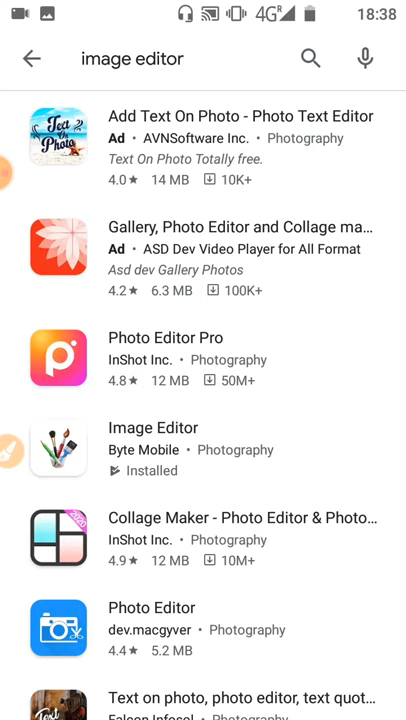 4G R 18:38
image editor
Text On Photo
Add Text On Photo - Photo Text Editor
Ad • AVNSoftware Inc. • Photography
Text On Photo Totally free.
4.0★ 14 MB 10K+
Gallery, Photo Editor and Collage ma...
Ad • ASD Dev Video Player for All Format
Asd dev Gallery Photos
4.2★ 6.3 MB 100K+
Photo Editor Pro
InShot Inc. • Photography
4.8★ 12 MB 50M+
Image Editor
Byte Mobile • Photography
Installed
2020
Collage Maker - Photo Editor & Photo...
InShot Inc. • Photography
4.9★ 12 MB 10M+
Photo Editor
dev.macgyver • Photography
4.4★ 5.2 MB
Text
Text on photo, photo editor, text quot...
Falcon Infosol • Photography